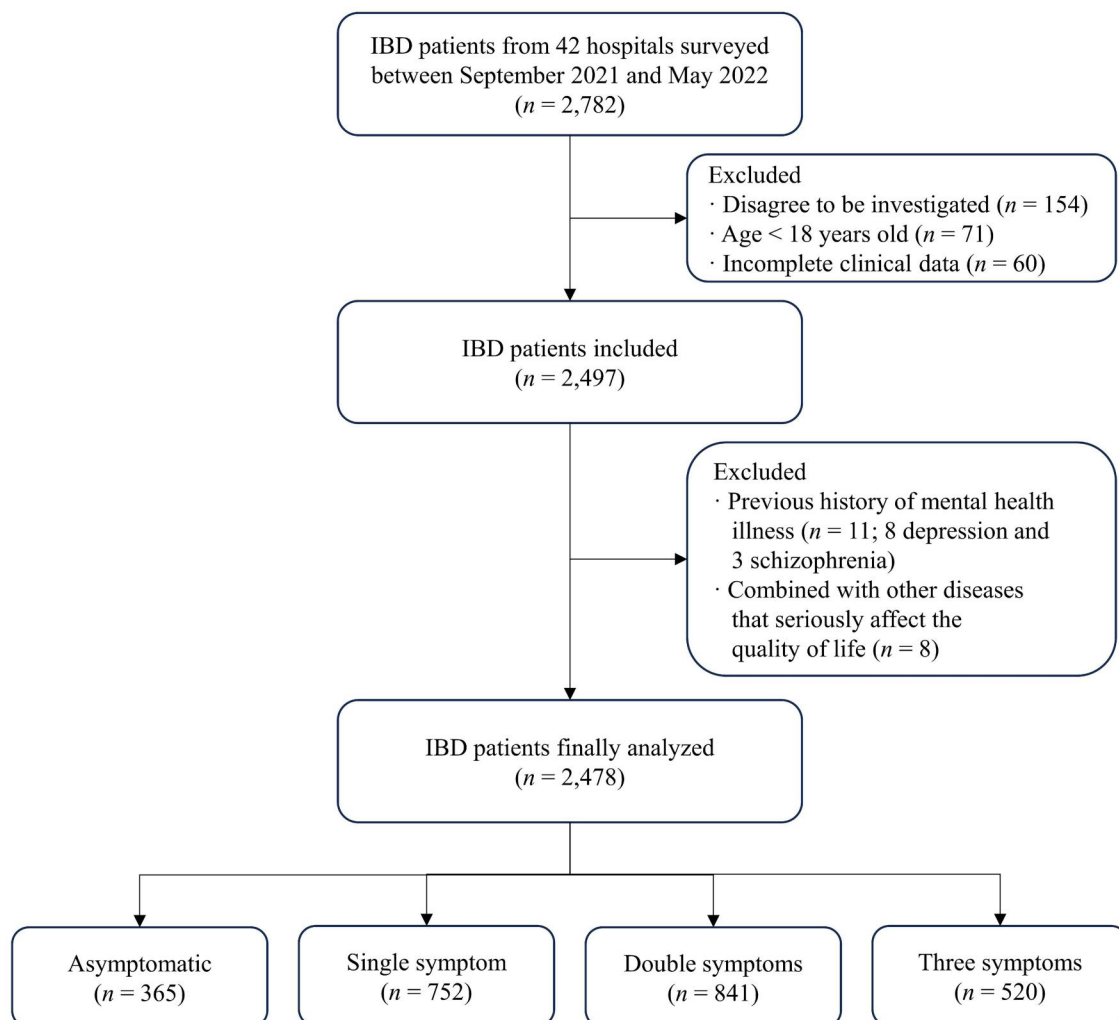 IBD patients from 42 hospitals surveyed
between September 2021 and May 2022
(n = 2,782)
Excluded
· Disagree to be investigated (n = 154)
· Age < 18 years old (n = 71)
· Incomplete clinical data (n = 60)
IBD patients included
(n = 2,497)
Excluded
· Previous history of mental health
illness (n = 11; 8 depression and
3 schizophrenia)
· Combined with other diseases
that seriously affect the
quality of life (n = 8)
IBD patients finally analyzed
(n = 2,478)
Asymptomatic
(n = 365)
Single symptom
(n = 752)
Double symptoms
(n = 841)
Three symptoms
(n = 520)